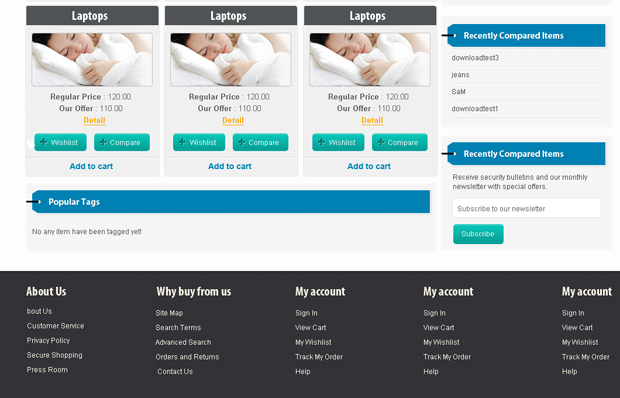 Laptops
Laptops
Laptops
Regular Price : 120.00
Our Offer : 110.00
Detail
Wishlist
Compare
Add to cart
Regular Price : 120.00
Our Offer : 110.00
Detail
Wishlist
Compare
Add to cart
Regular Price : 120.00
Our Offer : 110.00
Detail
Wishlist
Compare
Add to cart
Popular Tags
No any item have been tagged yet!
Recently Compared Items
downloadtest3
jeans
SaM
downloadtest1
Recently Compared Items
Receive security bulletins and our monthly
newsletter with special offers.
Subscribe to our newsletter
Subscribe
About Us
bout Us
Customer Service
Privacy Policy
Secure Shopping
Press Room
Why buy from us
Site Map
Search Terms
Advanced Search
Orders and Returns
Contact Us
My account
Sign In
View Cart
My Wishlist
Track My Order
Help
My account
Sign In
View Cart
My Wishlist
Track My Order
Help
My account
Sign In
View Cart
My Wishlist
Track My Order
Help